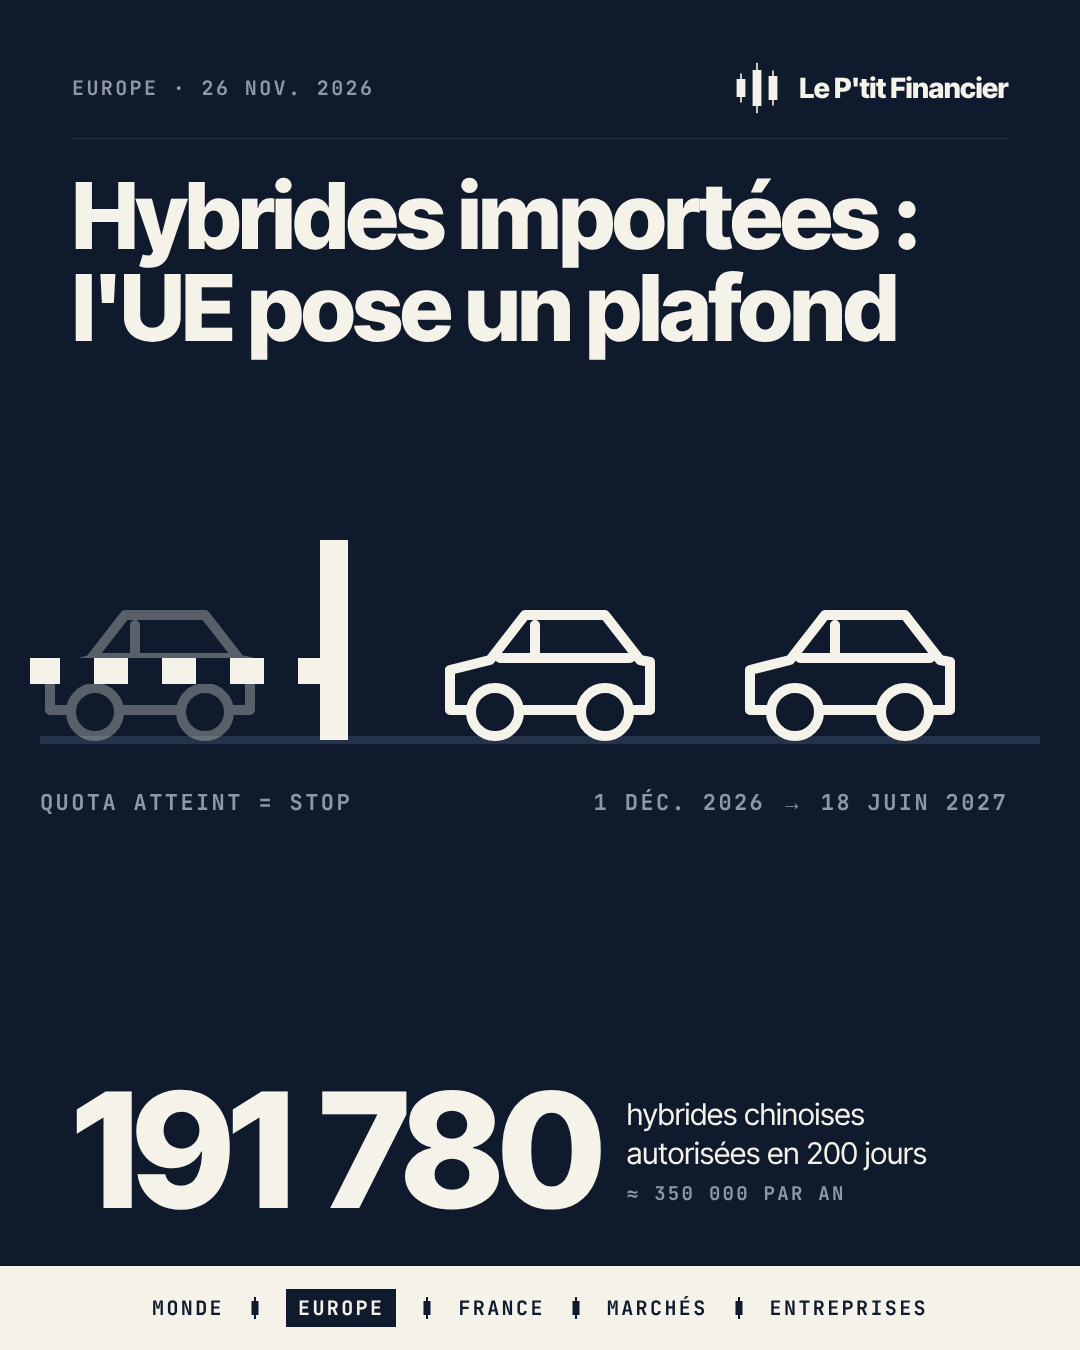 EUROPE · 26 NOV. 2026
Le P'tit Financier
Hybrides importées :
l'UE pose un plafond
QUOTA ATTEINT = STOP
1 DÉC. 2026 → 18 JUIN 2027
191 780
hybrides chinoises
autorisées en 200 jours
≈ 350 000 PAR AN
MONDE EUROPE FRANCE MARCHÉS ENTREPRISES